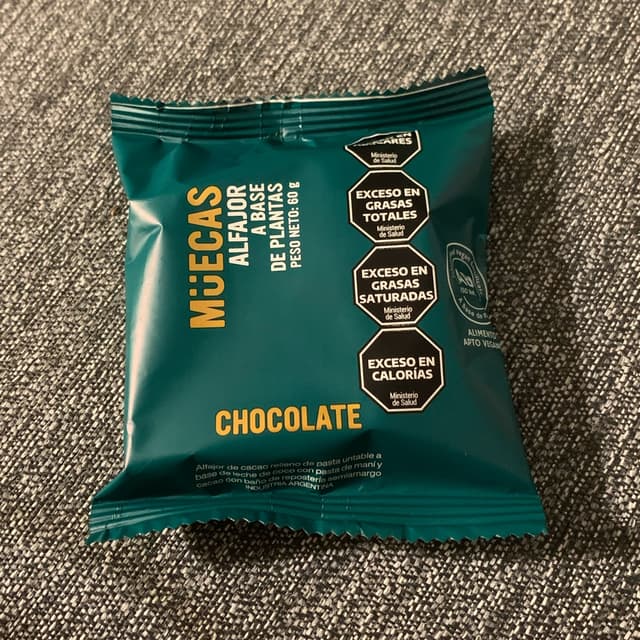 MÜECAS
ALFAJOR
A BASE
DE PLANTAS
PESO NETO: 60 g
Ministerio
de Salud
EXCESO EN
GRASAS
TOTALES
Ministerio
de Salud
EXCESO EN
GRASAS
SATURADAS
Ministerio
de Salud
EXCESO EN
CALORÍAS
Ministerio
de Salud
ALIMENTO
APTO VEGANO
CHOCOLATE
Alfajor de cacao relleno de pasta untable a
base de leche de coco con pasta de maní y
cacao con baño de repostería semiamargo
INDUSTRIA ARGENTINA